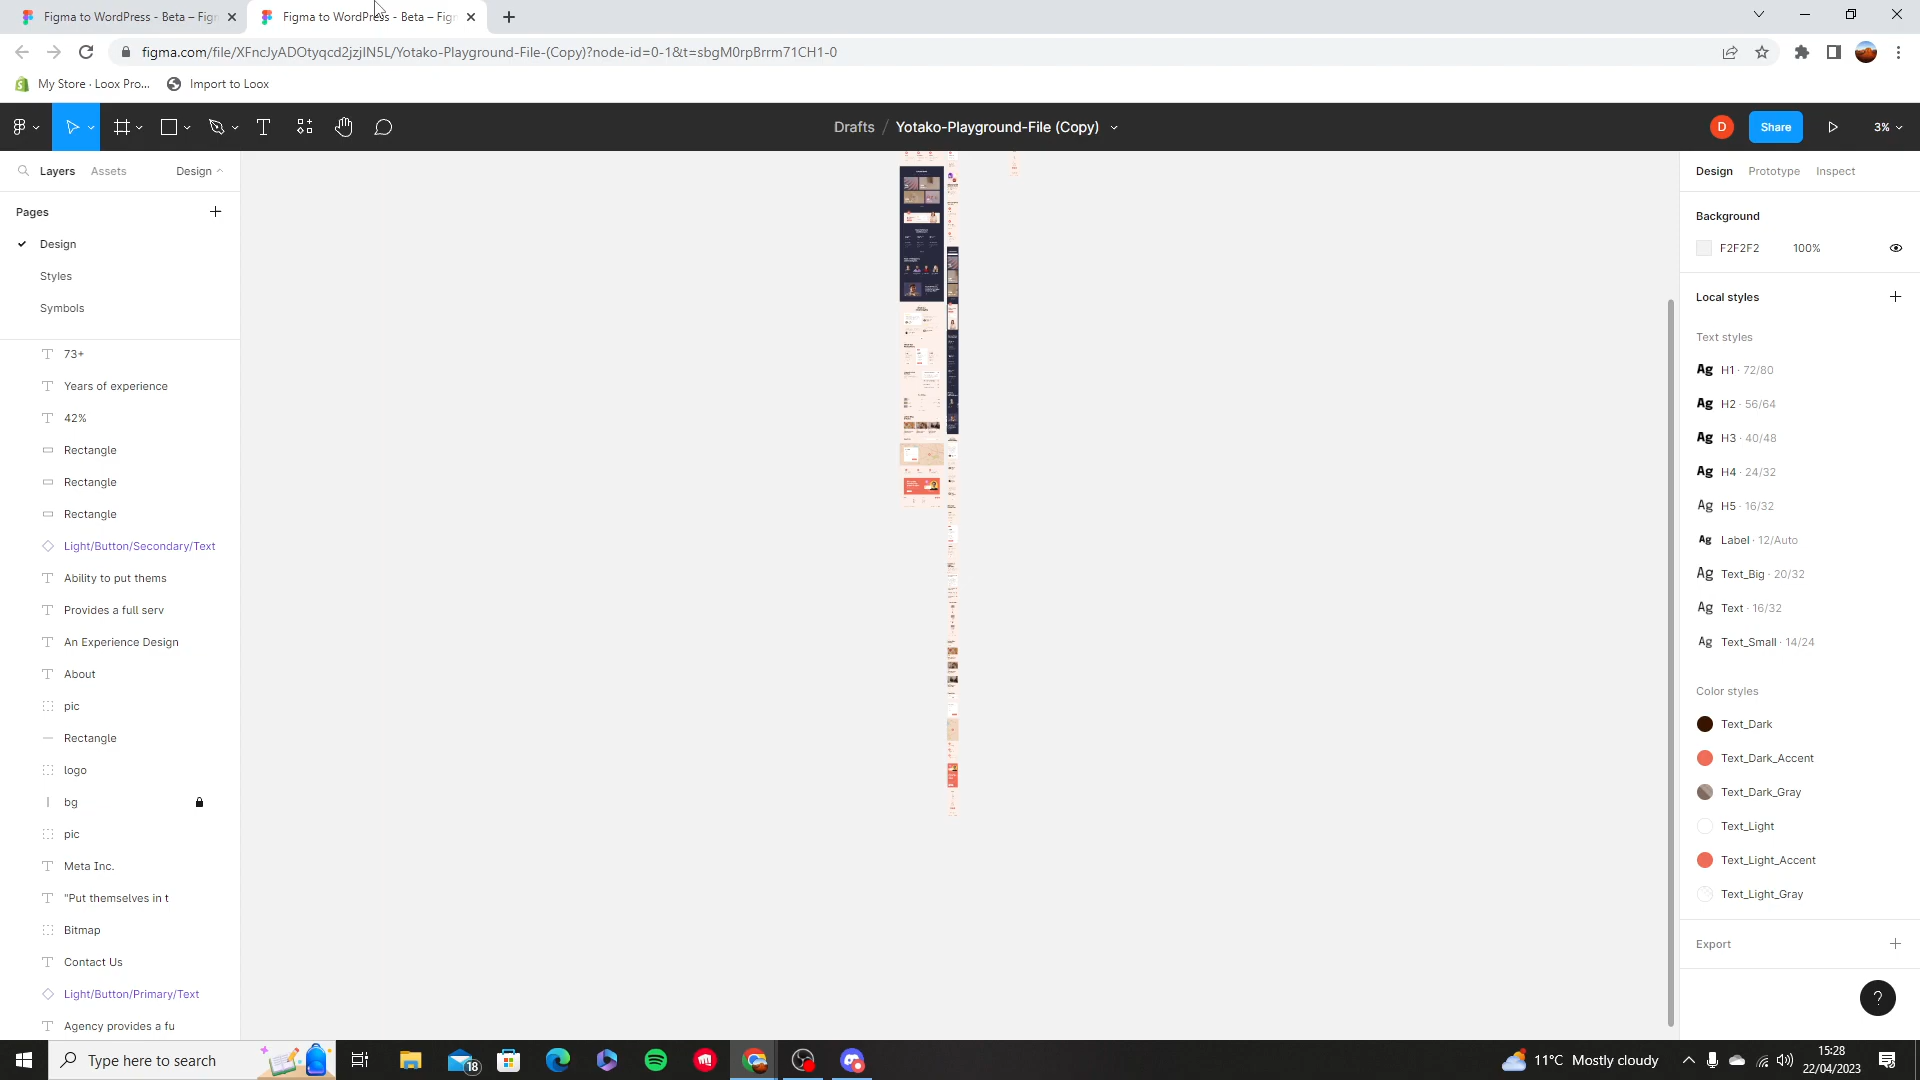 Figma to WordPress - Beta – Figm
Figma to WordPress - Beta – Figm
figma.com/file/XFncJyADOtyqcd2jzjlN5L/Yotako-Playground-File-(Copy)?node-id=0-1&t=sbgM0rpBrrm71CH1-0
My Store · Loox Pro...
Import to Loox
Drafts / Yotako-Playground-File (Copy)
D
Share
3%
Layers
Assets
Design
Pages
Design
Styles
Symbols
73+
Years of experience
42%
Rectangle
Rectangle
Rectangle
Light/Button/Secondary/Text
Ability to put thems
Provides a full serv
An Experience Design
About
pic
Rectangle
logo
bg
pic
Meta Inc.
"Put themselves in t
Bitmap
Contact Us
Light/Button/Primary/Text
Agency provides a fu
Design
Prototype
Inspect
Background
F2F2F2
100%
Local styles
Text styles
Ag H1 · 72/80
Ag H2 · 56/64
Ag H3 · 40/48
Ag H4 · 24/32
Ag H5 · 16/32
Ag Label · 12/Auto
Ag Text_Big · 20/32
Ag Text · 16/32
Ag Text_Small · 14/24
Color styles
Text_Dark
Text_Dark_Accent
Text_Dark_Gray
Text_Light
Text_Light_Accent
Text_Light_Gray
Export
?
Type here to search
18
11°C Mostly cloudy
15:28
22/04/2023